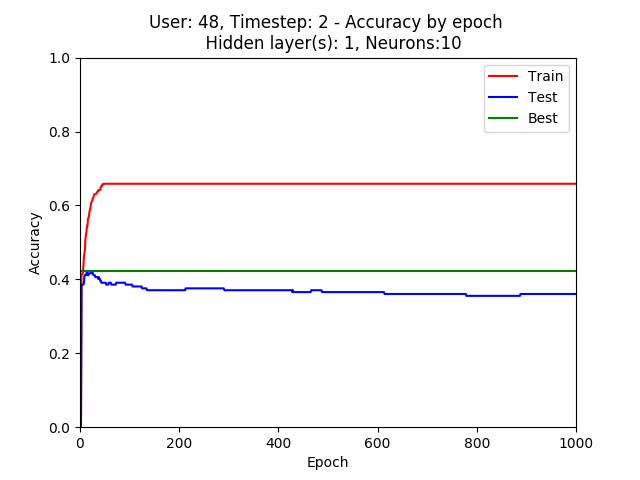 User: 48, Timestep: 2 - Accuracy by epoch
Hidden layer(s): 1, Neurons:10
1.0
0.8
0.6
0.4
0.2
0.0
Accuracy
Train
Test
Best
0
200
400
600
800
1000
Epoch